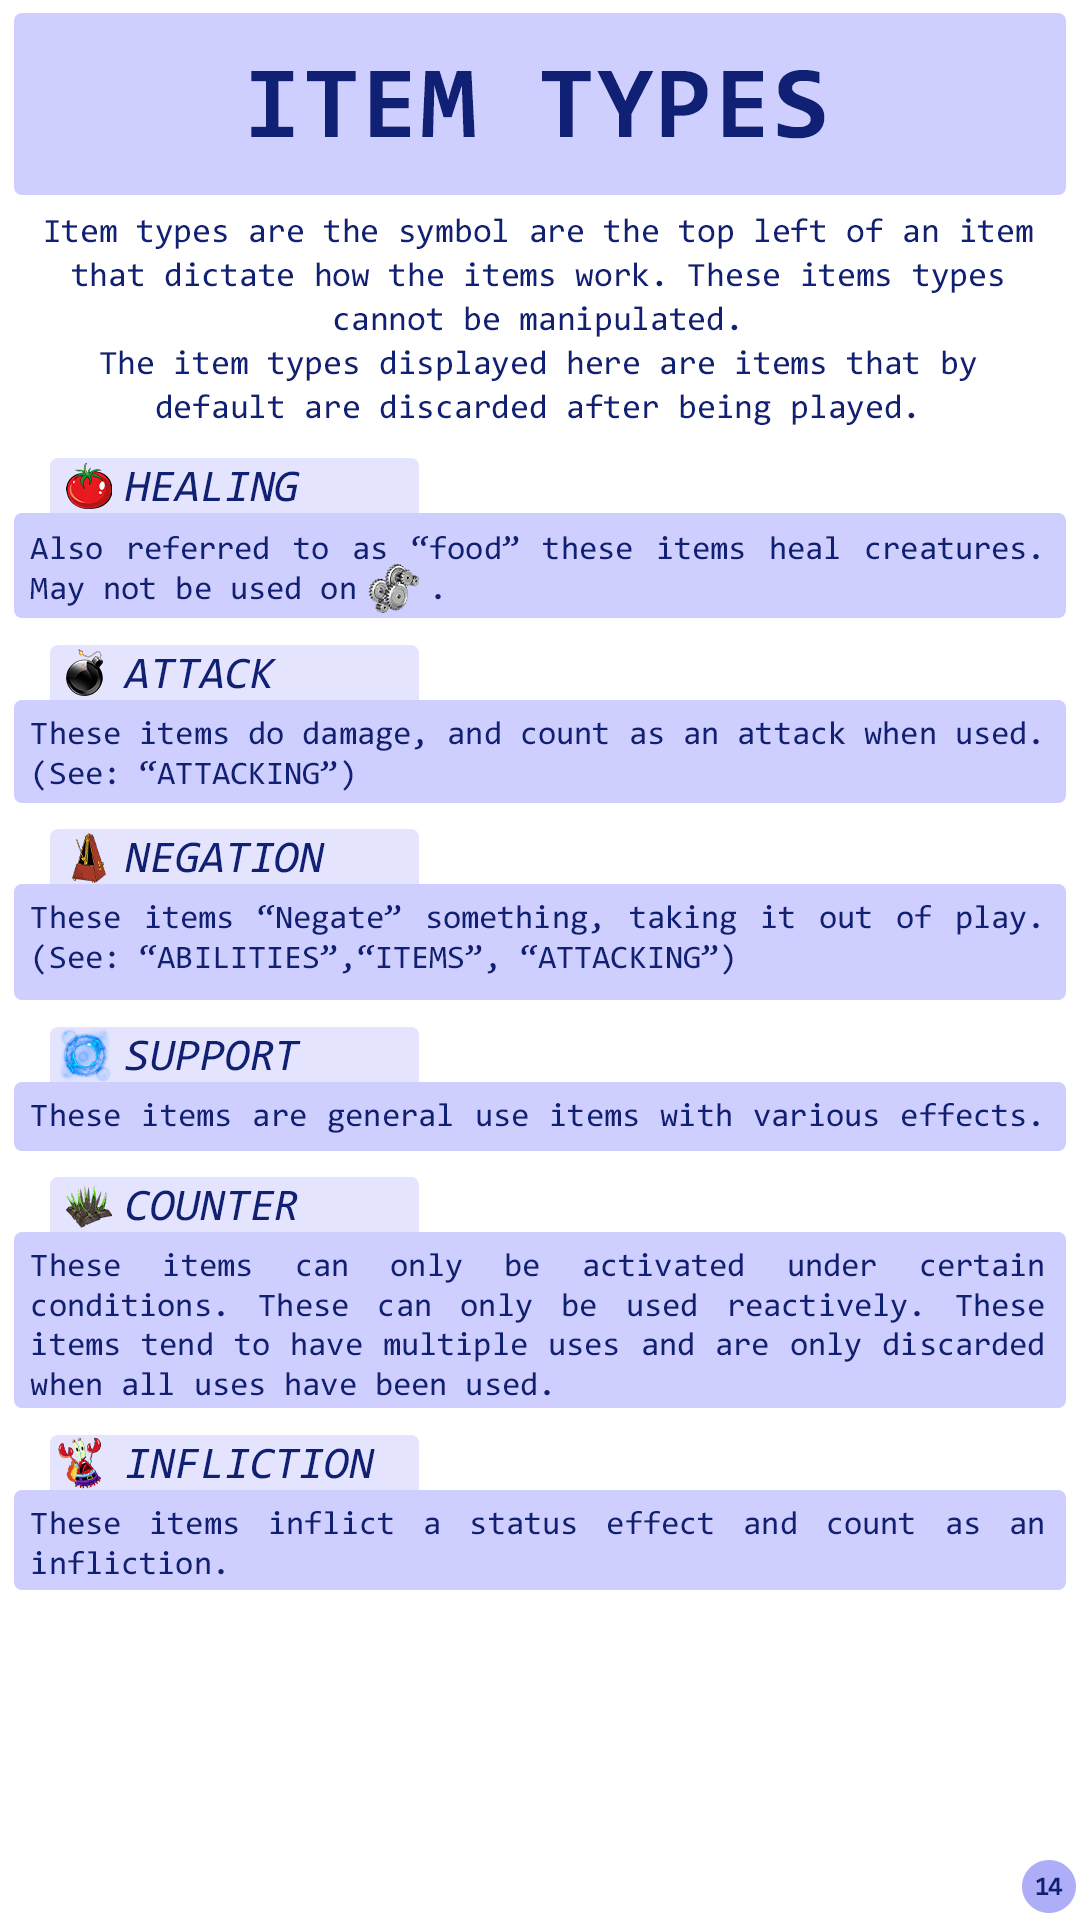 ITEM TYPES
Item types are the symbol are the top left of an item
that dictate how the items work. These items types
cannot be manipulated.
The item types displayed here are items that by
default are discarded after being played.
HEALING
Also referred to as “food” these items heal creatures.
May not be used on .
ATTACK
These items do damage, and count as an attack when used.
(See: “ATTACKING”)
NEGATION
These items “Negate” something, taking it out of play.
(See: “ABILITIES”,“ITEMS”, “ATTACKING”)
SUPPORT
These items are general use items with various effects.
COUNTER
These items can only be activated under certain
conditions. These can only be used reactively. These
items tend to have multiple uses and are only discarded
when all uses have been used.
INFLICTION
These items inflict a status effect and count as an
infliction.
14